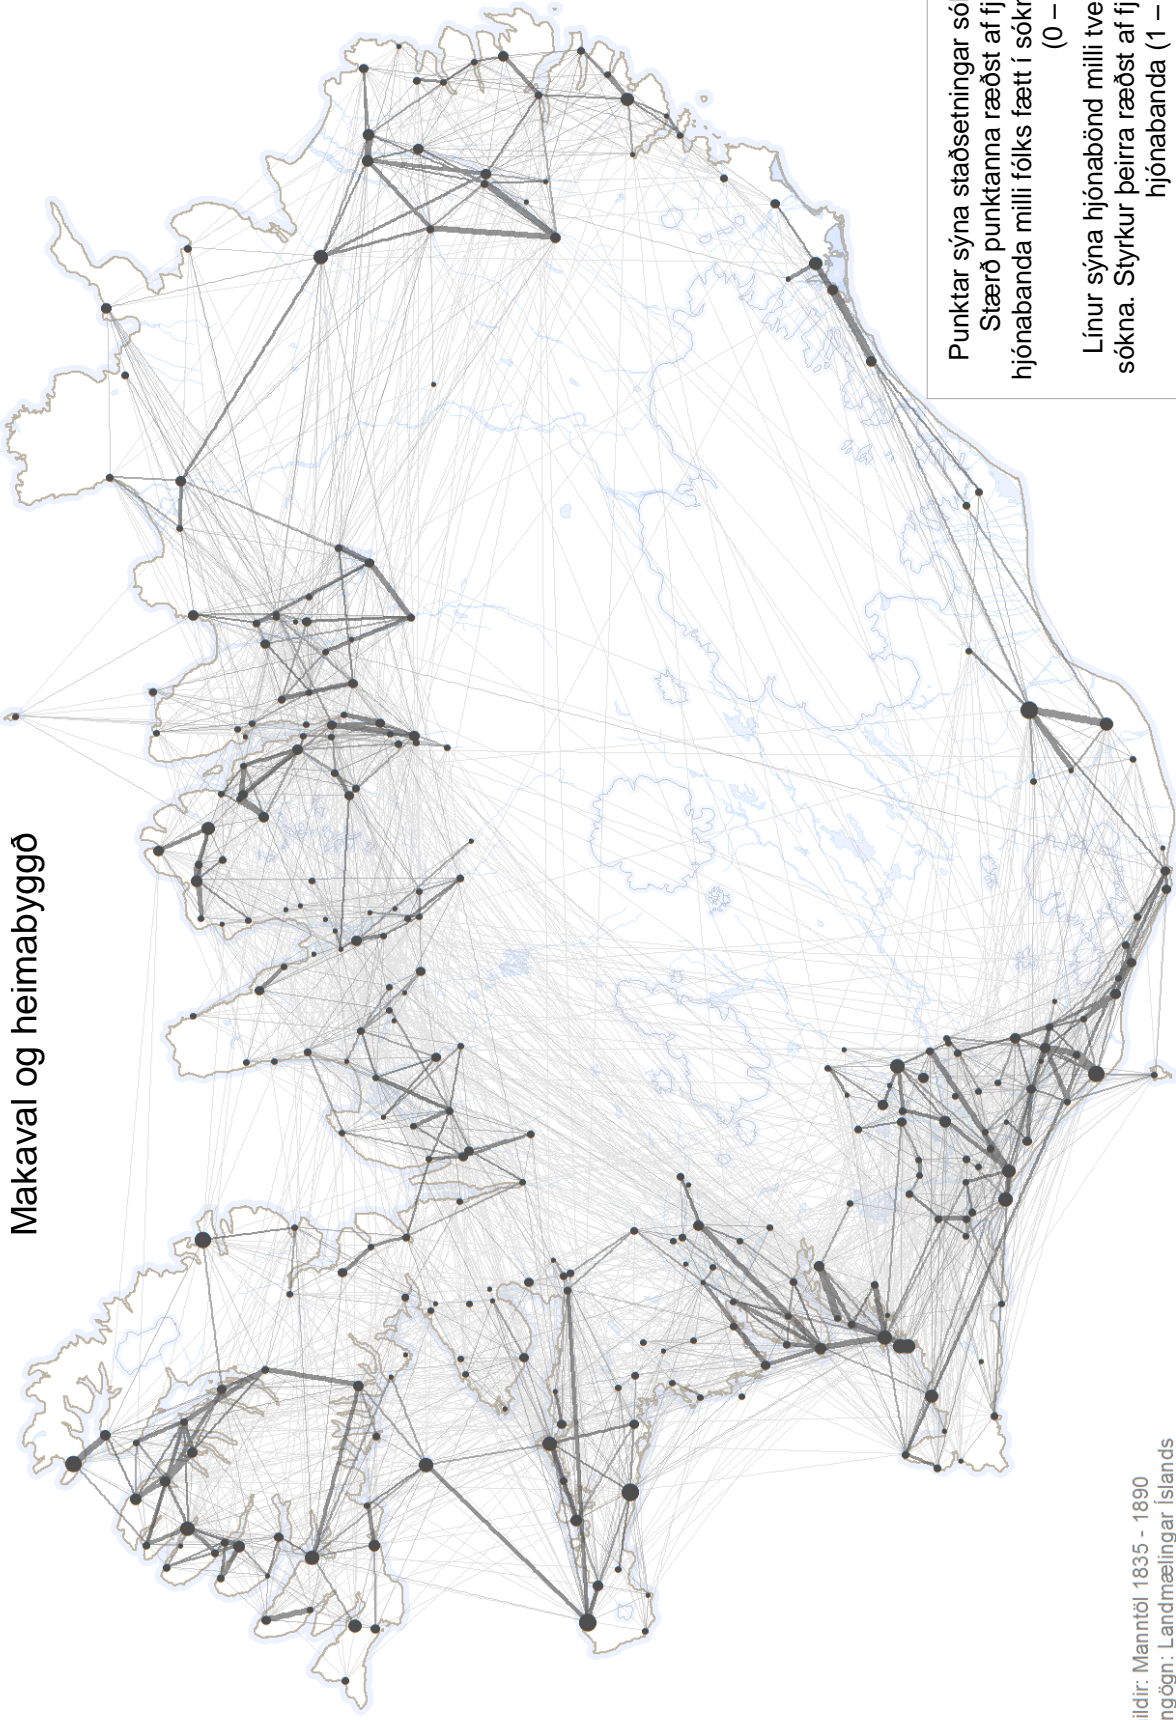 Makaval og heimabyggð
Punktar sýna staðsetningar só
Stærð punktanna ræðst af fj
hjónabanda milli fólks fætt í sókn
(0 –
Línur sýna hjónabönd milli tve
sókna. Styrkur þeirra ræðst af fj
hjónabanda (1 –
ildir: Manntöl 1835 - 1890
ngögn: Landmælingar Íslands